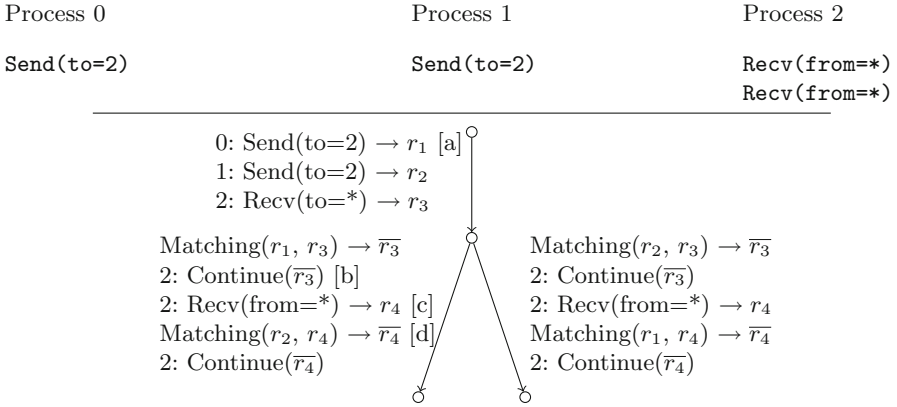 Process 0 Process 1 Process 2
Send(to=2) Send(to=2) Recv(from=*)
Recv(from=*)
0: Send(to=2) → r₁ [a]
1: Send(to=2) → r₂
2: Recv(to=*) → r₃
Matching(r₁, r₃) → r̅₃
2: Continue(r̅₃) [b]
2: Recv(from=*) → r₄ [c]
Matching(r₂, r₄) → r̅₄ [d]
2: Continue(r̅₄)
Matching(r₂, r₃) → r̅₃
2: Continue(r̅₃)
2: Recv(from=*) → r₄
Matching(r₁, r₄) → r̅₄
2: Continue(r̅₄)